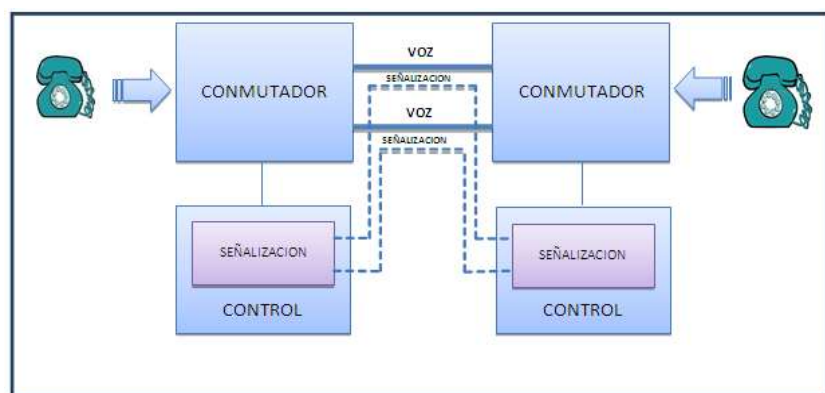 VOZ
SEÑALIZACION
CONMUTADOR
CONMUTADOR
VOZ
SEÑALIZACION
SEÑALIZACION
SEÑALIZACION
CONTROL
CONTROL